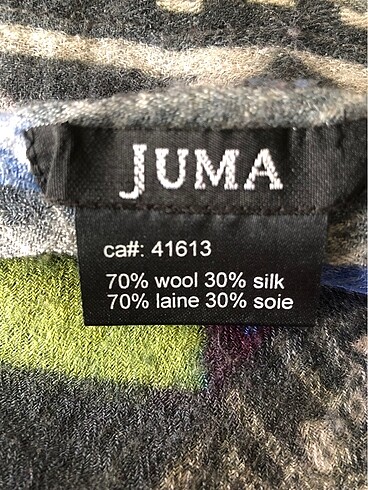 JUMA
ca#: 41613
70% wool 30% silk
70% laine 30% soie